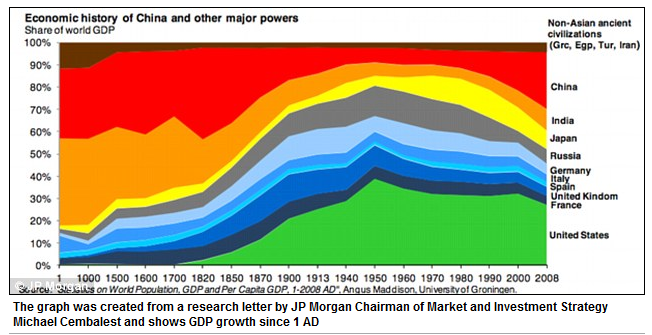 Economic history of China and other major powers
Share of world GDP
Non-Asian ancient
civilizations
(Grc, Egp, Tur, Iran)
100%
90%
80%
70%
60%
50%
40%
30%
20%
10%
0%
China
India
Japan
Russia
Germany
Italy
Spain
United Kindom
France
United States
1 1000 1500 1600 1700 1820 1850 1870 1900 1913 1940 1950 1960 1970 1980 1990 2000 2008
© JP Morgan
Source: "Statistics on World Population, GDP and Per Capita GDP, 1-2008 AD", Angus Maddison, University of Groningen.
The graph was created from a research letter by JP Morgan Chairman of Market and Investment Strategy
Michael Cembalest and shows GDP growth since 1 AD